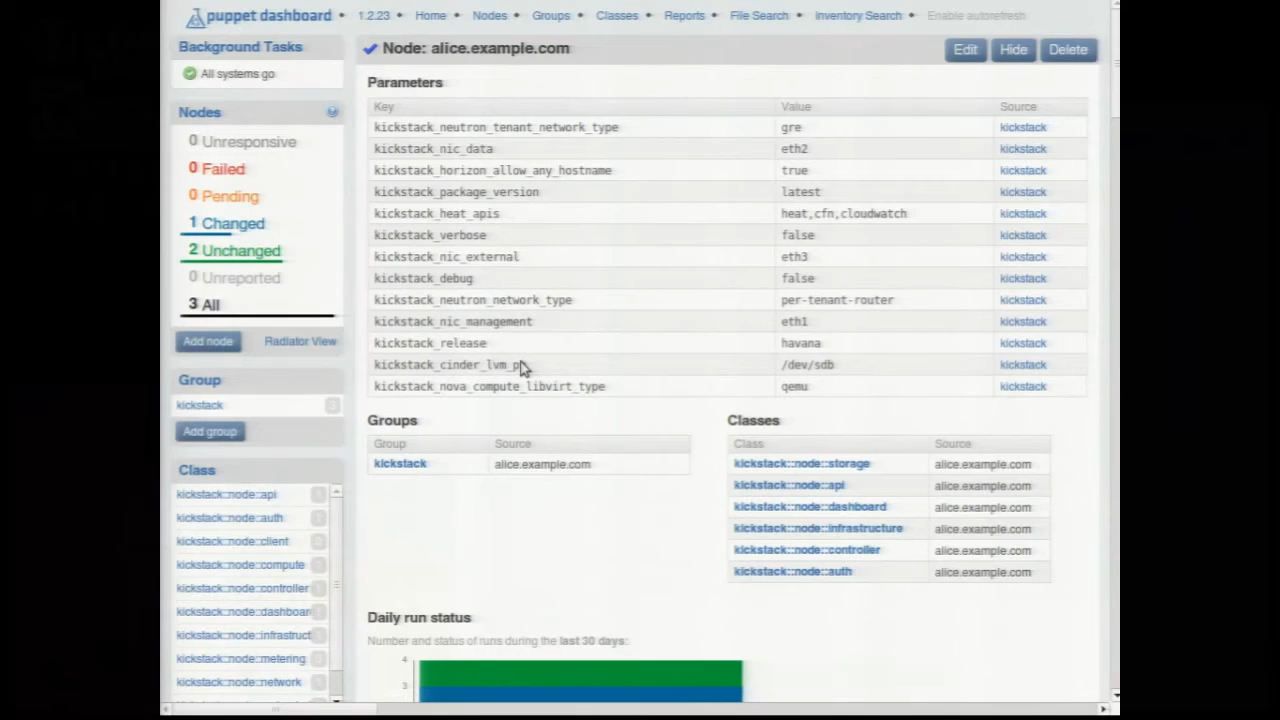 puppet dashboard • 1.2.23 • Home • Nodes • Groups • Classes • Reports • File Search • Inventory Search • Enable autorefresh
Background Tasks
All systems go
Nodes
0 Unresponsive
0 Failed
0 Pending
1 Changed
2 Unchanged
0 Unreported
3 All
Add node Radiator View
Group
kickstack 3
Add group
Class
kickstack::node::api
kickstack::node::auth
kickstack::node::client
kickstack::node::compute
kickstack::node::controller
kickstack::node::dashboar
kickstack::node::infrastruct
kickstack::node::metering
kickstack::node::network
Node: alice.example.com Edit Hide Delete
Parameters
Key Value Source
kickstack_neutron_tenant_network_type gre kickstack
kickstack_nic_data eth2 kickstack
kickstack_horizon_allow_any_hostname true kickstack
kickstack_package_version latest kickstack
kickstack_heat_apis heat,cfn,cloudwatch kickstack
kickstack_verbose false kickstack
kickstack_nic_external eth3 kickstack
kickstack_debug false kickstack
kickstack_neutron_network_type per-tenant-router kickstack
kickstack_nic_management eth1 kickstack
kickstack_release havana kickstack
kickstack_cinder_lvm_p /dev/sdb kickstack
kickstack_nova_compute_libvirt_type qemu kickstack
Groups
Group Source
kickstack alice.example.com
Classes
Class Source
kickstack::node::storage alice.example.com
kickstack::node::api alice.example.com
kickstack::node::dashboard alice.example.com
kickstack::node::infrastructure alice.example.com
kickstack::node::controller alice.example.com
kickstack::node::auth alice.example.com
Daily run status
Number and status of runs during the last 30 days:
4
3